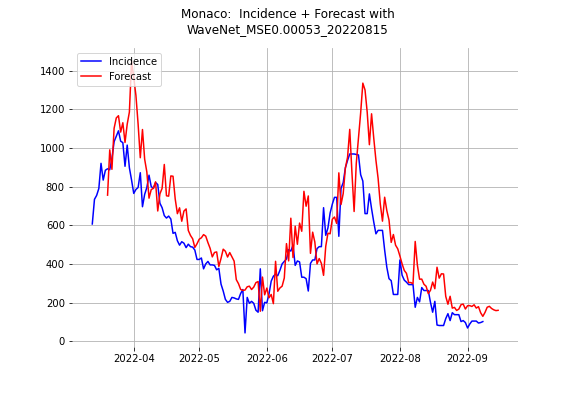 Monaco:  Incidence + Forecast with
WaveNet_MSE0.00053_20220815
Incidence
Forecast
1400
1200
1000
800
600
400
200
0
2022-04 2022-05 2022-06 2022-07 2022-08 2022-09